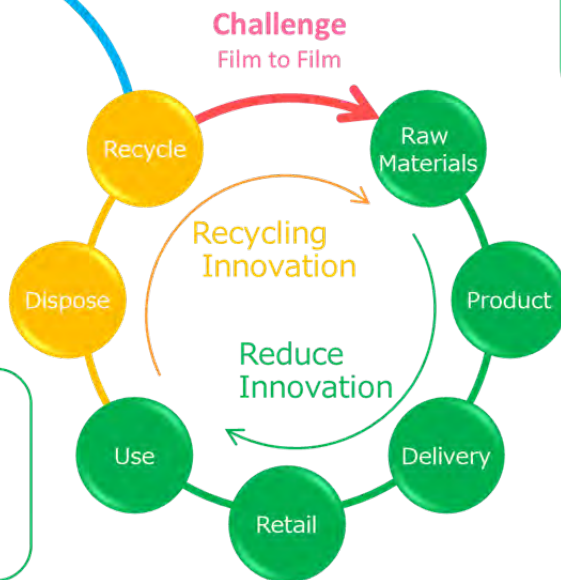 Challenge
Film to Film
Recycle
Raw
Materials
Recycling
Innovation
Dispose
Product
Reduce
Innovation
Use
Delivery
Retail